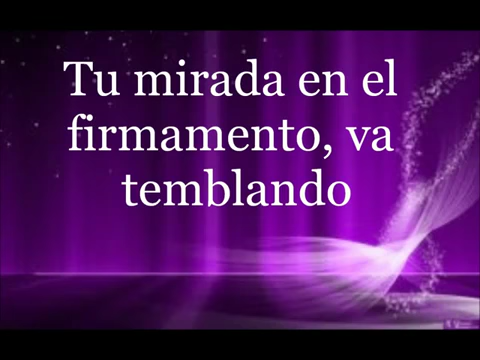 Tu mirada en el
firmamento, va
temblando